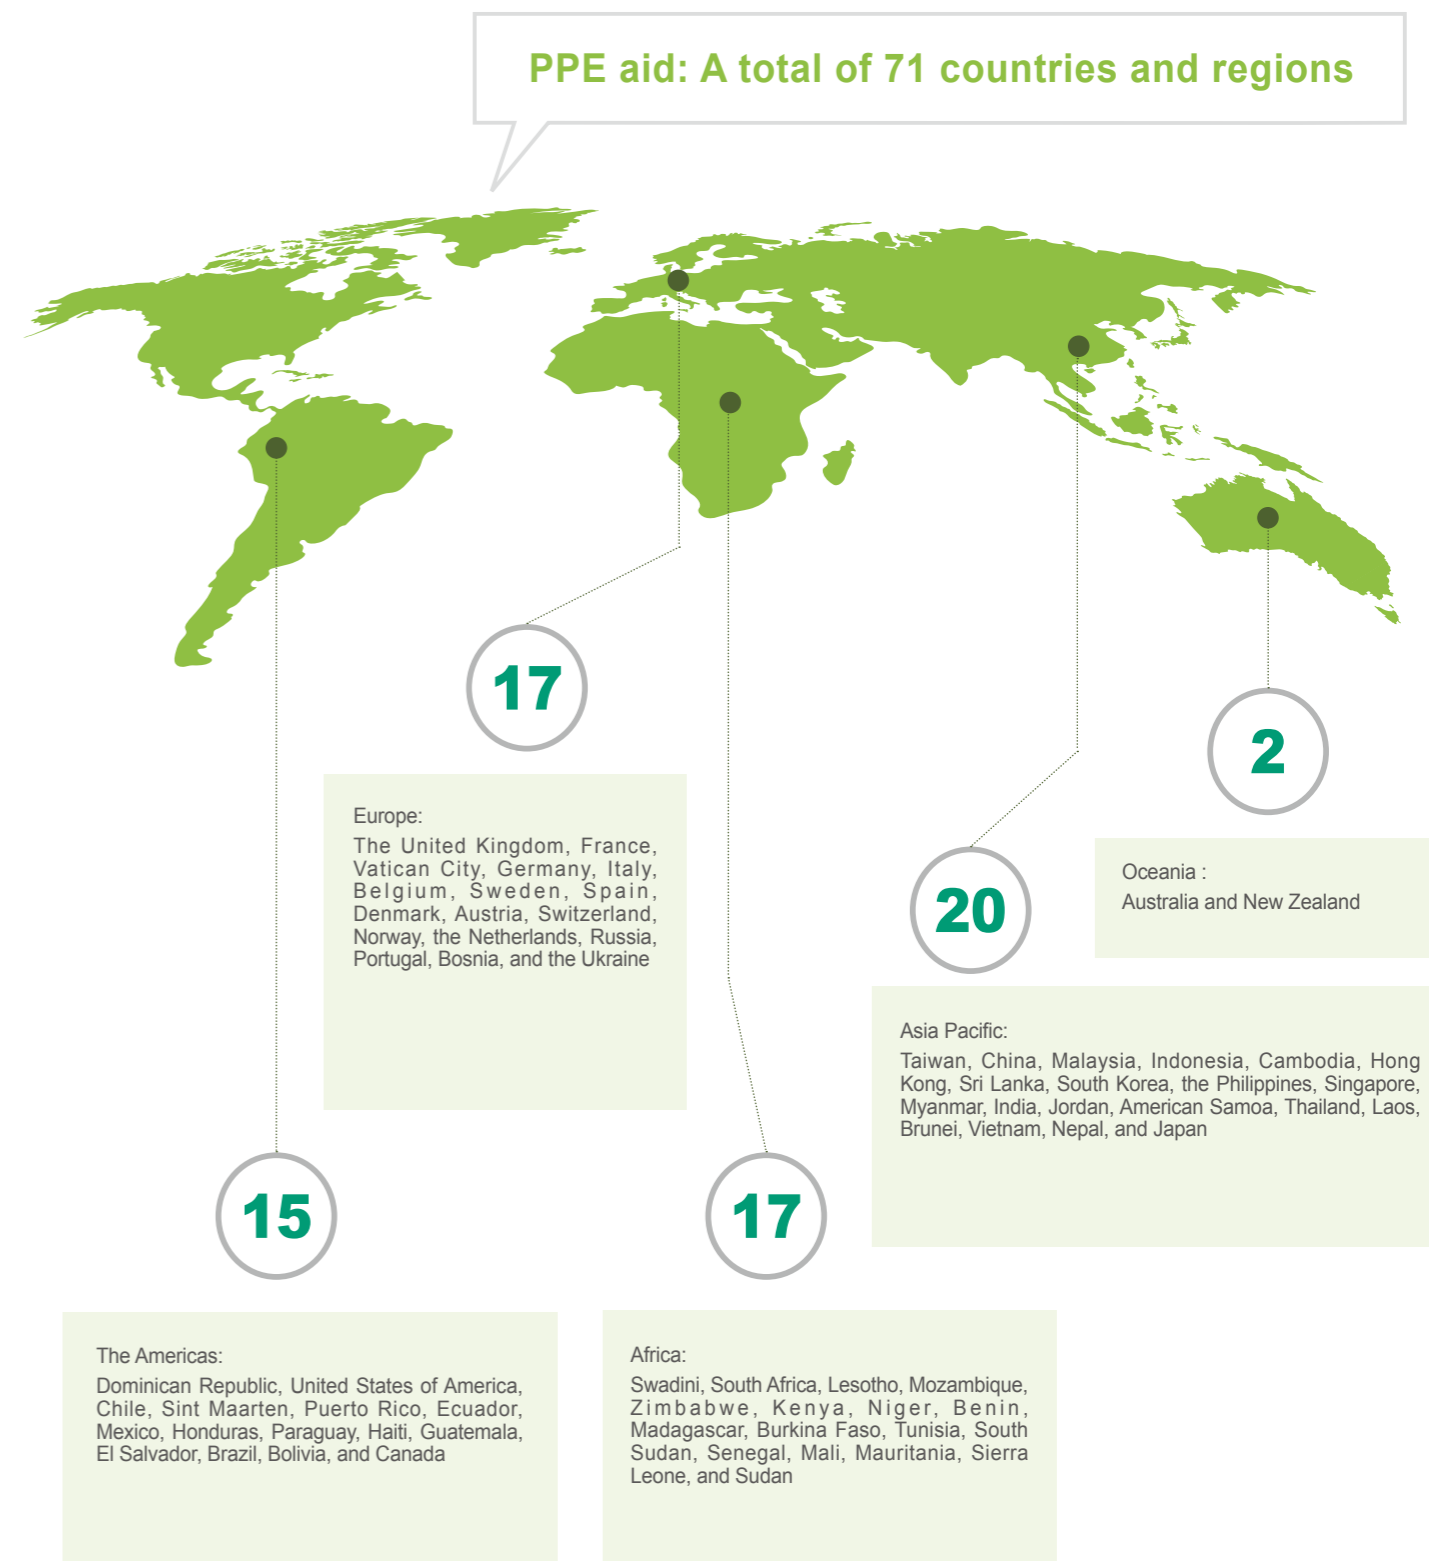 PPE aid: A total of 71 countries and regions
17
Europe:
The United Kingdom, France,
Vatican City, Germany, Italy,
Belgium, Sweden, Spain,
Denmark, Austria, Switzerland,
Norway, the Netherlands, Russia,
Portugal, Bosnia, and the Ukraine
2
Oceania :
Australia and New Zealand
20
Asia Pacific:
Taiwan, China, Malaysia, Indonesia, Cambodia, Hong
Kong, Sri Lanka, South Korea, the Philippines, Singapore,
Myanmar, India, Jordan, American Samoa, Thailand, Laos,
Brunei, Vietnam, Nepal, and Japan
15
The Americas:
Dominican Republic, United States of America,
Chile, Sint Maarten, Puerto Rico, Ecuador,
Mexico, Honduras, Paraguay, Haiti, Guatemala,
El Salvador, Brazil, Bolivia, and Canada
17
Africa:
Swadini, South Africa, Lesotho, Mozambique,
Zimbabwe, Kenya, Niger, Benin,
Madagascar, Burkina Faso, Tunisia, South
Sudan, Senegal, Mali, Mauritania, Sierra
Leone, and Sudan